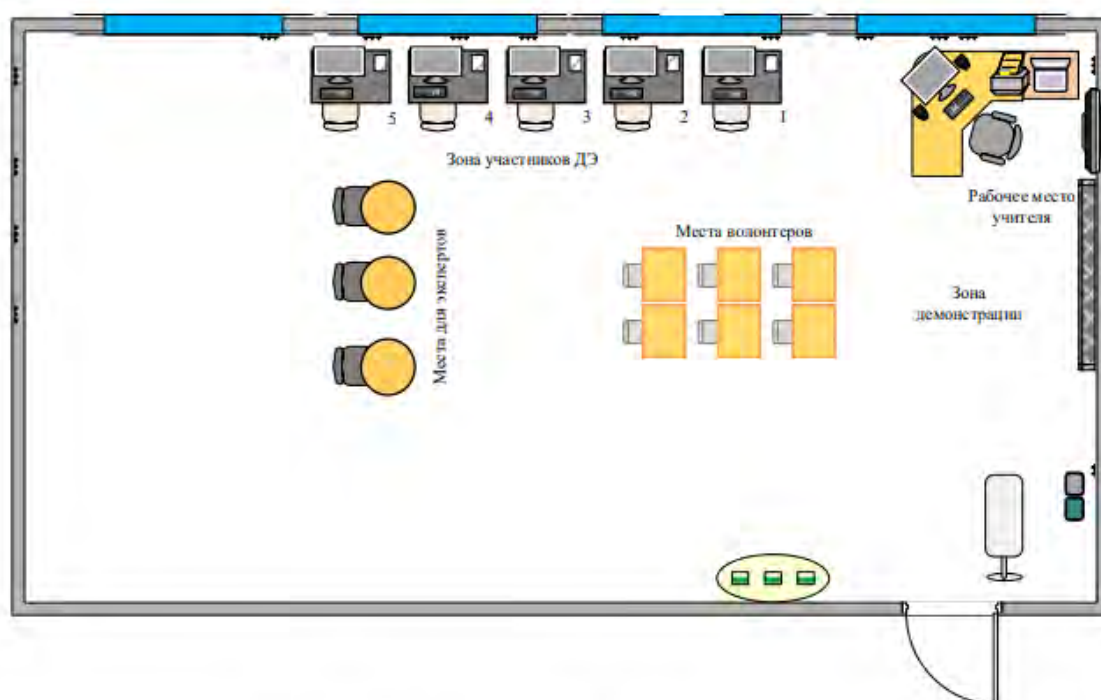 5
4
3
2
1
Зона участников ДЭ
Рабочее место
учителя
Места волонтеров
Места для экспертов
Зона
демонстрации